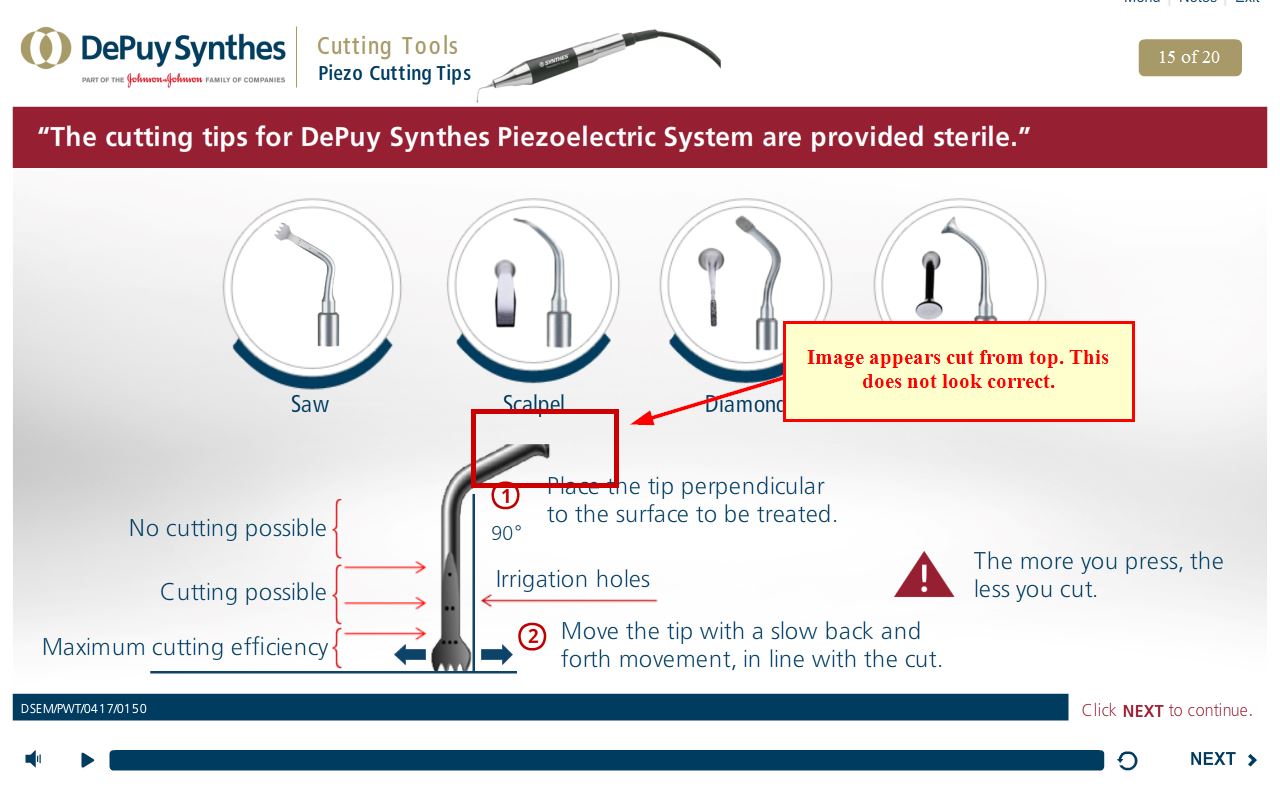 Menu | Notes | Exit
DePuy Synthes
PART OF THE Johnson & Johnson FAMILY OF COMPANIES
Cutting Tools
Piezo Cutting Tips
SYNTHES
15 of 20
“The cutting tips for DePuy Synthes Piezoelectric System are provided sterile.”
Image appears cut from top. This
does not look correct.
Saw
Scalpel
Diamond
1
Place the tip perpendicular
to the surface to be treated.
90°
No cutting possible
Cutting possible
Maximum cutting efficiency
Irrigation holes
2
Move the tip with a slow back and
forth movement, in line with the cut.
!
The more you press, the
less you cut.
DSEM/PWT/0417/0150
Click NEXT to continue.
NEXT